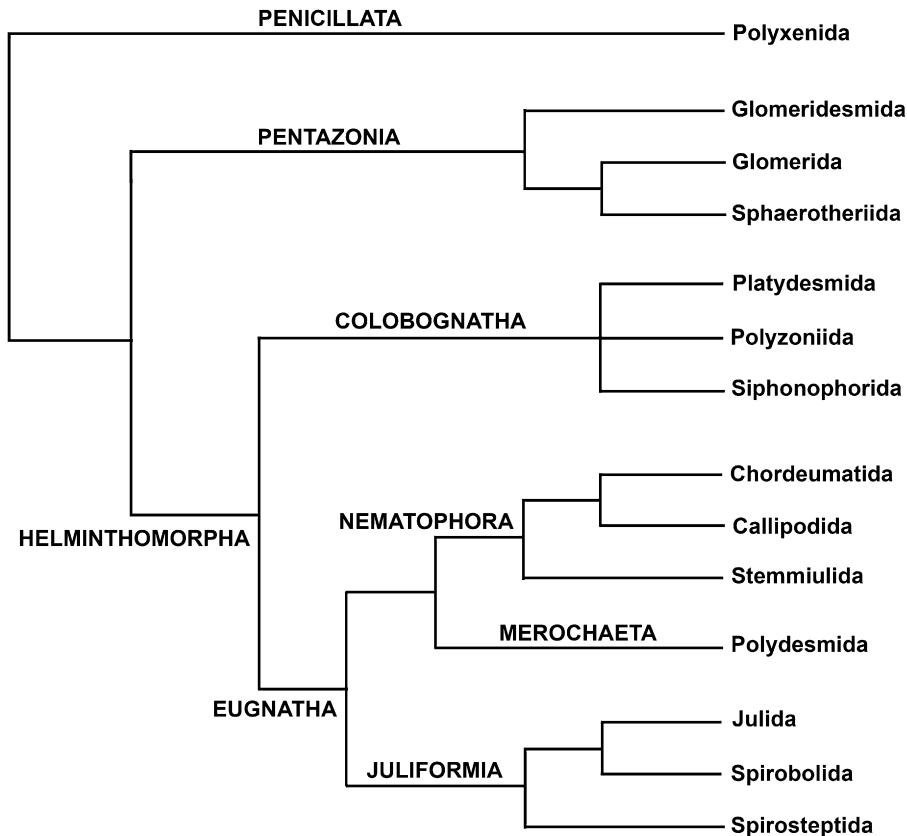 PENICILLATA
Polyxenida
Glomeridesmida
PENTAZONIA
Glomerida
Sphaerotheriida
Platydesmida
COLOBOGNATHA
Polyzoniida
Siphonophorida
Chordeumatida
NEMATOPHORA
Callipodida
HELMINTHOMORPHA
Stemmiulida
MEROCHAETA
Polydesmida
EUGNATHA
Julida
JULIFORMIA
Spirobolida
Spirosteptida